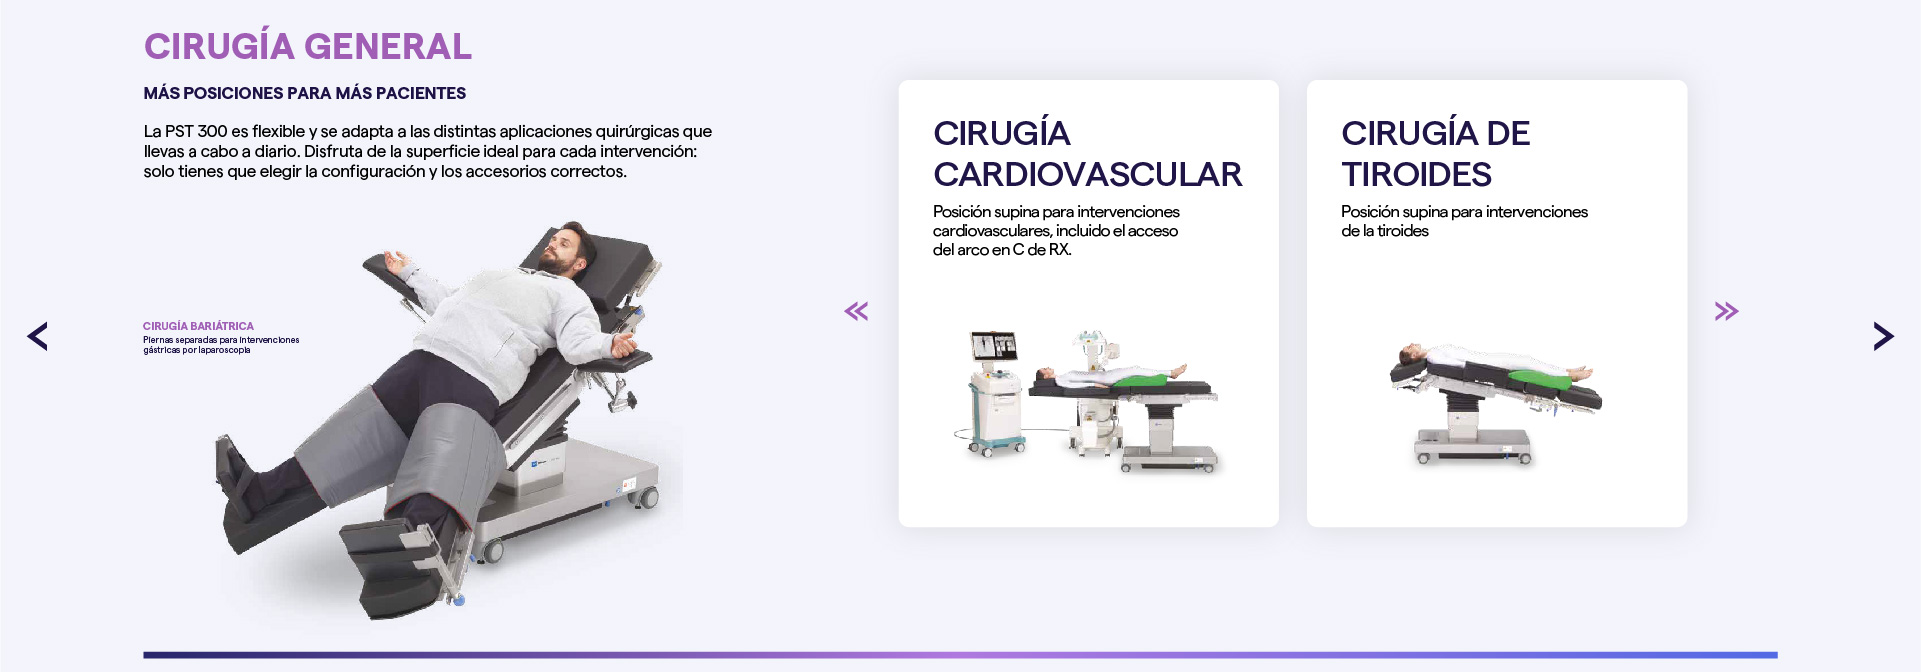 CIRUGÍA GENERAL
MÁS POSICIONES PARA MÁS PACIENTES
La PST 300 es flexible y se adapta a las distintas aplicaciones quirúrgicas que
llevas a cabo a diario. Disfruta de la superficie ideal para cada intervención:
solo tienes que elegir la configuración y los accesorios correctos.
CIRUGÍA BARIÁTRICA
Piernas separadas para intervenciones
gástricas por laparoscopia
CIRUGÍA
CARDIOVASCULAR
Posición supina para intervenciones
cardiovasculares, incluido el acceso
del arco en C de RX.
CIRUGÍA DE
TIROIDES
Posición supina para intervenciones
de la tiroides